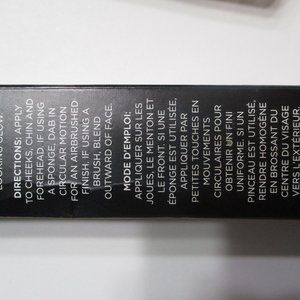 LOOKING GLOW.
DIRECTIONS: APPLY
TO CHEEKS, CHIN AND
FOREHEAD. IF USING
A SPONGE, DAB IN
CIRCULAR MOTION
FOR AN AIRBRUSHED
FINISH. IF USING A
BRUSH, BLEND
OUTWARD OF FACE.
MODE D'EMPLOI:
APPLIQUER SUR LES
JOUES, LE MENTON ET
LE FRONT. SI UNE
ÉPONGE EST UTILISÉE,
APPLIQUER PAR
PETITES TOUCHES EN
MOUVEMENTS
CIRCULAIRES POUR
OBTENIR UN FINI
UNIFORME. SI UN
PINCEAU EST UTILISÉ,
RENDRE HOMOGÈNE
EN BROSSANT DU
CENTRE DU VISAGE
VERS L'EXTÉRIEUR.